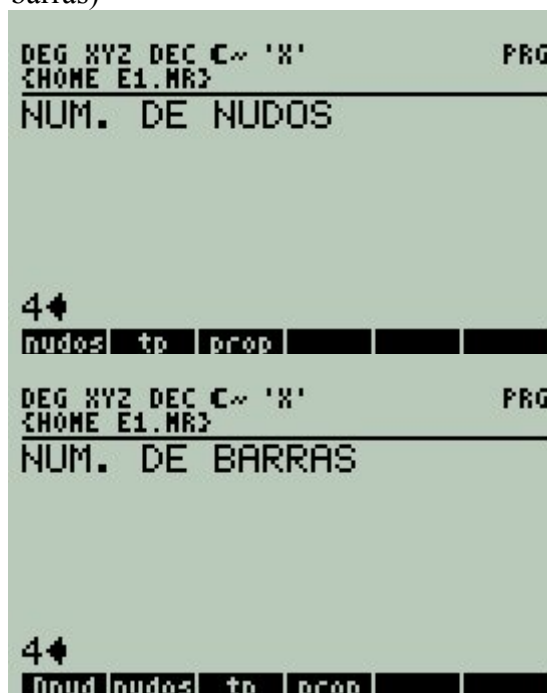 barras)
DEG XYZ DEC C~ 'X' PRG
{HOME E1.MR}
NUM. DE NUDOS
4
nudos tp prop
DEG XYZ DEC C~ 'X' PRG
{HOME E1.MR}
NUM. DE BARRAS
4
Dnud nudos tp prop